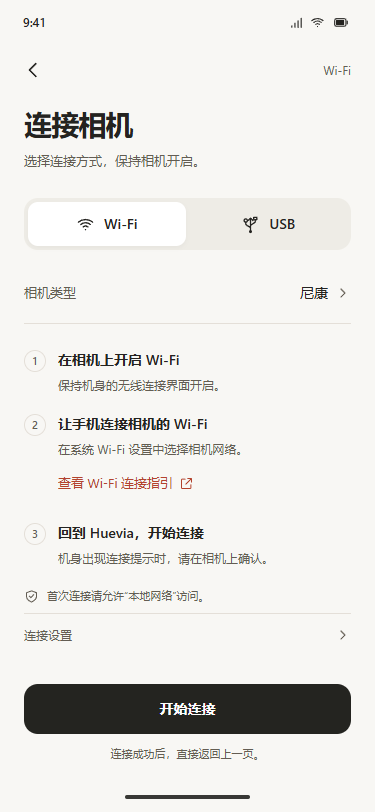 9:41
Wi-Fi
连接相机
选择连接方式，保持相机开启。
Wi-Fi
USB
相机类型
尼康
1
在相机上开启 Wi-Fi
保持机身的无线连接界面开启。
2
让手机连接相机的 Wi-Fi
在系统 Wi-Fi 设置中选择相机网络。
查看 Wi-Fi 连接指引
3
回到 Huevia，开始连接
机身出现连接提示时，请在相机上确认。
首次连接请允许“本地网络”访问。
连接设置
开始连接
连接成功后，直接返回上一页。